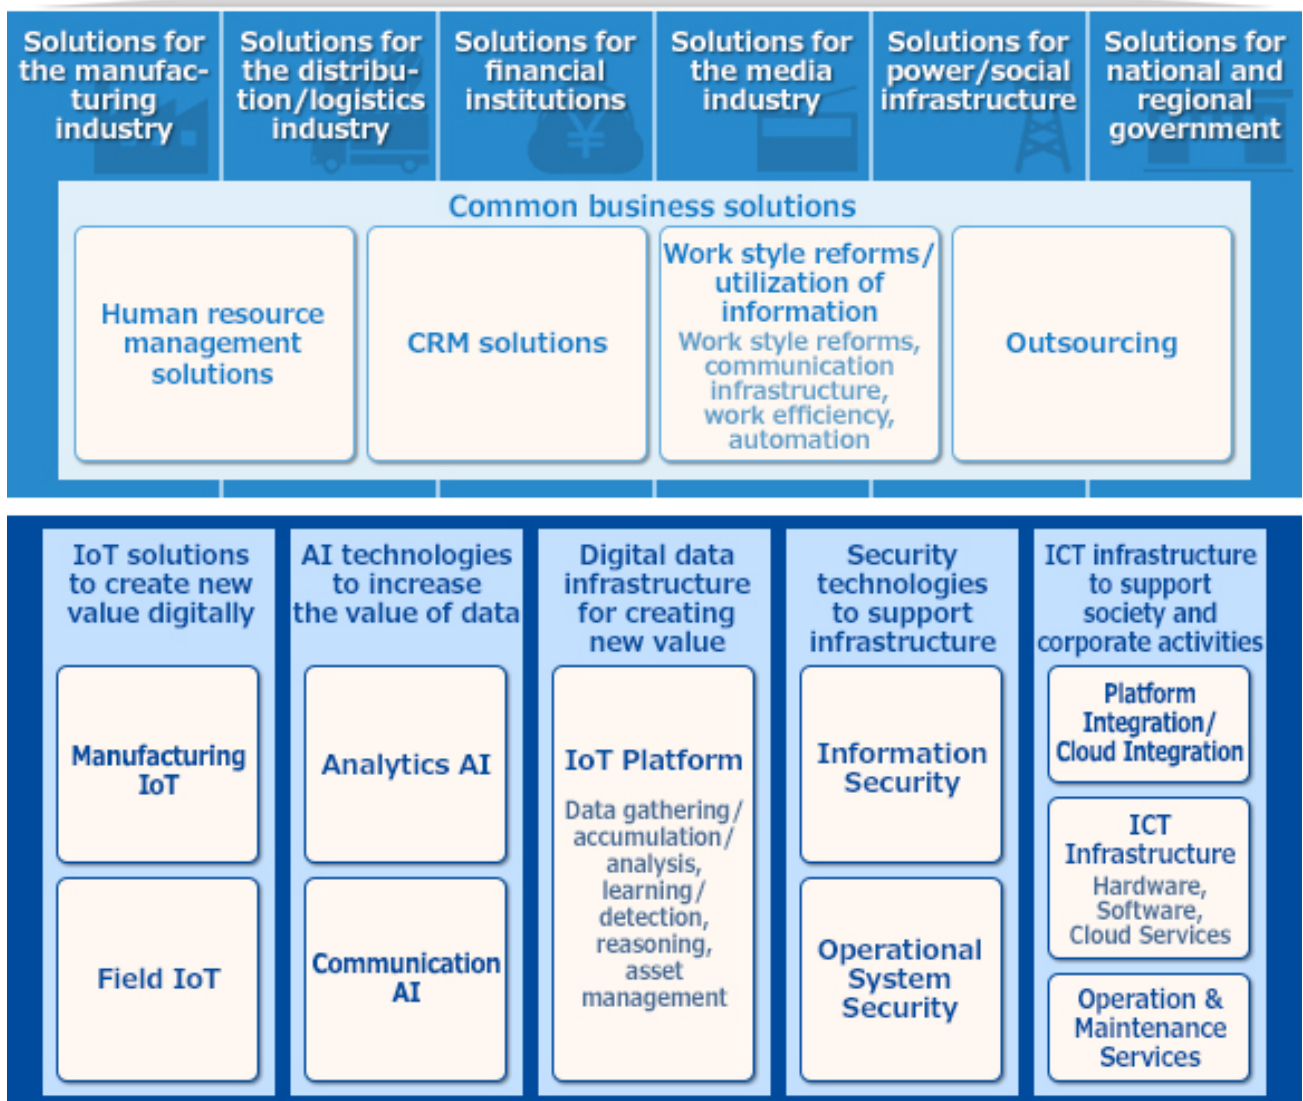 Solutions for
the manufac-
turing
industry
Solutions for
the distribu-
tion/logistics
industry
Solutions for
financial
institutions
Solutions for
the media
industry
Solutions for
power/social
infrastructure
Solutions for
national and
regional
government
¥
Common business solutions
Human resource
management
solutions
CRM solutions
Work style reforms/
utilization of
information
Work style reforms,
communication
infrastructure,
work efficiency,
automation
Outsourcing
IoT solutions
to create new
value digitally
Manufacturing
IoT
Field IoT
AI technologies
to increase
the value of data
Analytics AI
Communication
AI
Digital data
infrastructure
for creating
new value
IoT Platform
Data gathering/
accumulation/
analysis,
learning/
detection,
reasoning,
asset
management
Security
technologies
to support
infrastructure
Information
Security
Operational
System
Security
ICT infrastructure
to support
society and
corporate activities
Platform
Integration/
Cloud Integration
ICT
Infrastructure
Hardware,
Software,
Cloud Services
Operation &
Maintenance
Services